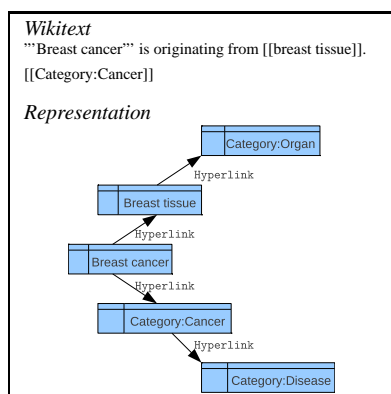 Wikitext
"'Breast cancer"' is originating from [[breast tissue]].
[[Category:Cancer]]
Representation
Category:Organ
Hyperlink
Breast tissue
Hyperlink
Breast cancer
Hyperlink
Category:Cancer
Hyperlink
Category:Disease